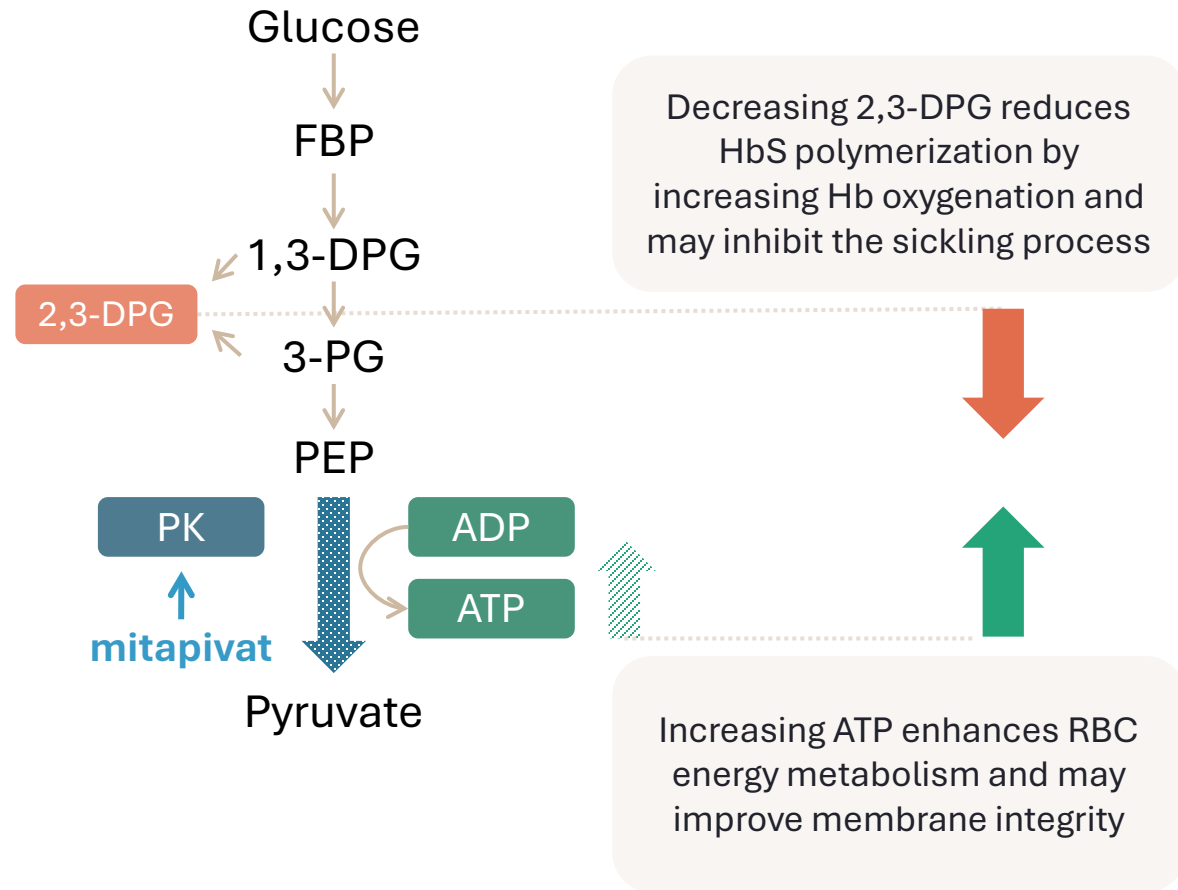 Glucose
FBP
1,3-DPG
2,3-DPG
3-PG
PEP
PK
ADP
ATP
mitapivat
Pyruvate
Decreasing 2,3-DPG reduces
HbS polymerization by
increasing Hb oxygenation and
may inhibit the sickling process
Increasing ATP enhances RBC
energy metabolism and may
improve membrane integrity